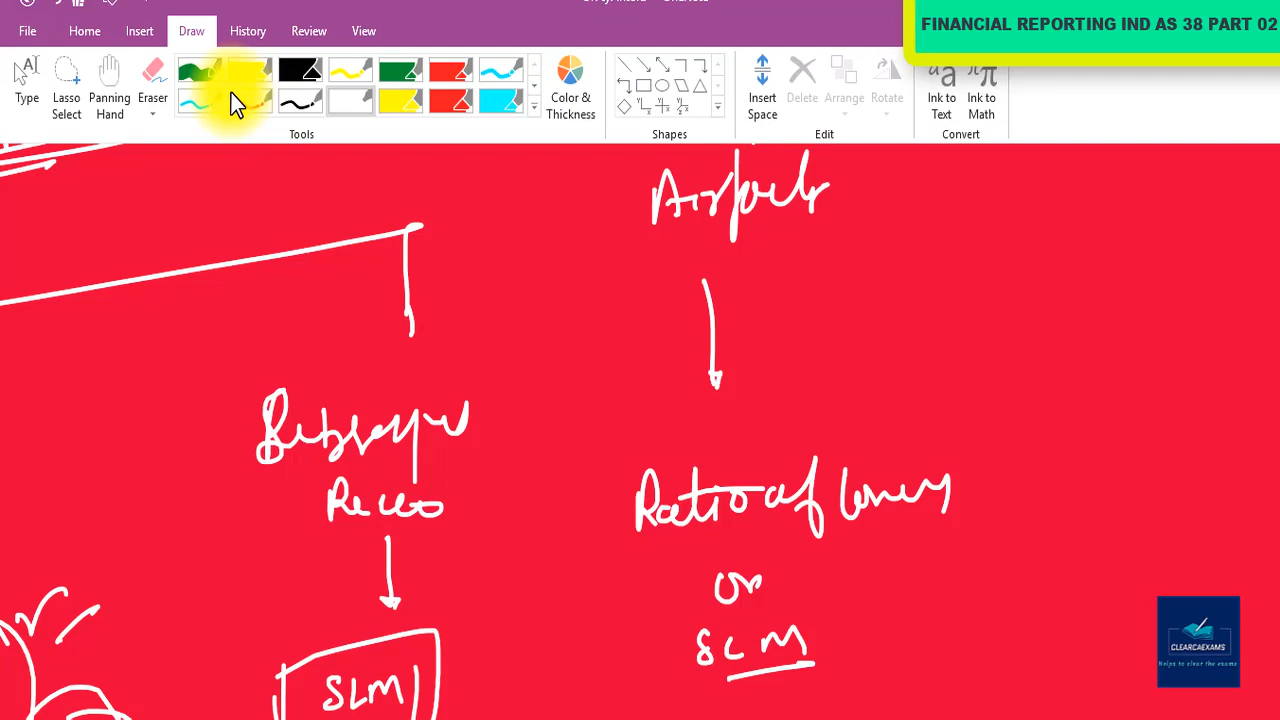 FINANCIAL REPORTING IND AS 38 PART 02
File Home Insert Draw History Review View
Type
Lasso Select
Panning Hand
Eraser
Color & Thickness
Insert Space
Delete
Arrange
Rotate
Ink to Text
Ink to Math
Tools
Shapes
Edit
Convert
Ratio of
or
SLM
SLM
CLEARCAEXAMS
Helps to clear the exams